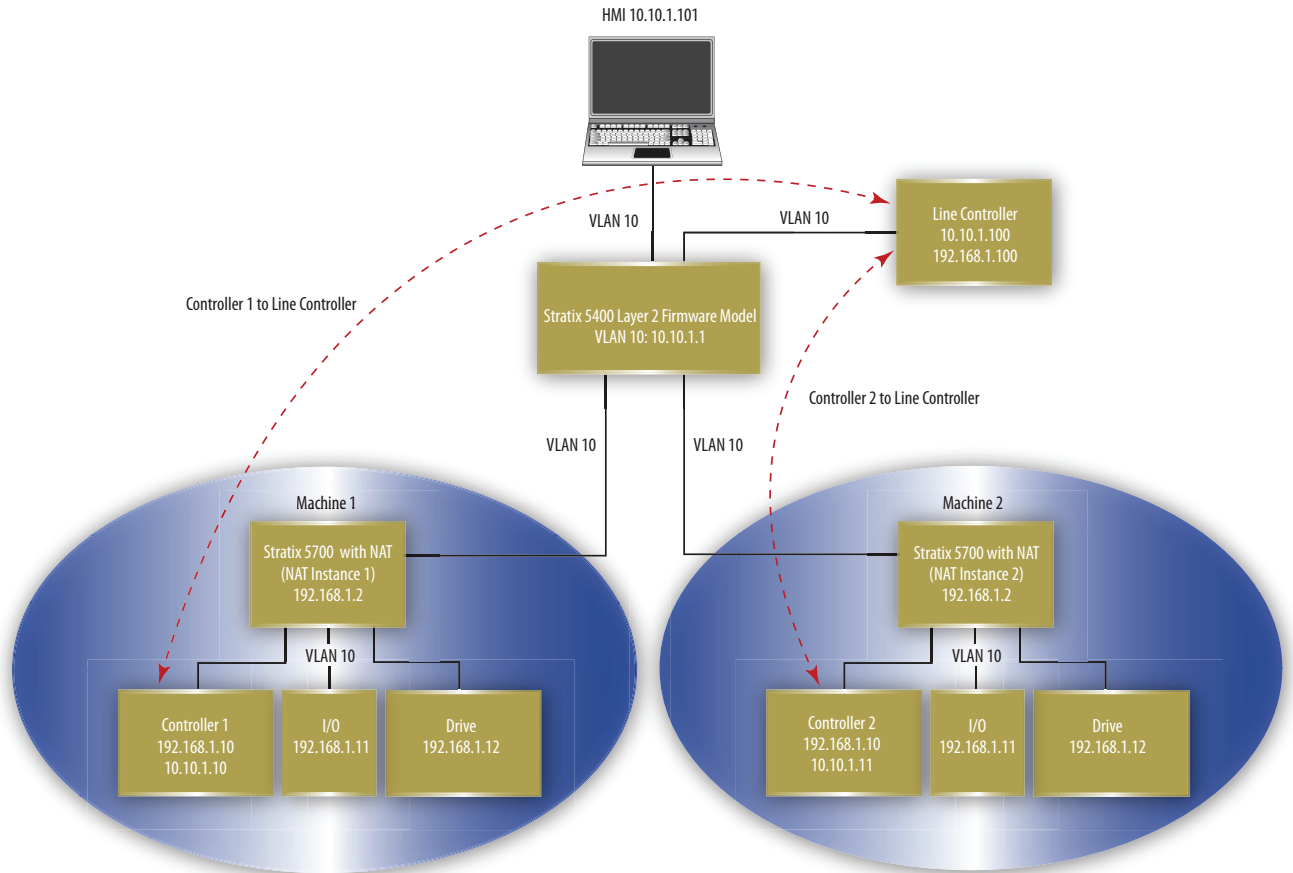 HMI 10.10.1.101
VLAN 10
VLAN 10
Line Controller
10.10.1.100
192.168.1.100
Controller 1 to Line Controller
Stratix 5400 Layer 2 Firmware Model
VLAN 10: 10.10.1.1
Controller 2 to Line Controller
VLAN 10
VLAN 10
Machine 1
Stratix 5700 with NAT
(NAT Instance 1)
192.168.1.2
VLAN 10
Controller 1
192.168.1.10
10.10.1.10
I/O
192.168.1.11
Drive
192.168.1.12
Machine 2
Stratix 5700 with NAT
(NAT Instance 2)
192.168.1.2
VLAN 10
Controller 2
192.168.1.10
10.10.1.11
I/O
192.168.1.11
Drive
192.168.1.12